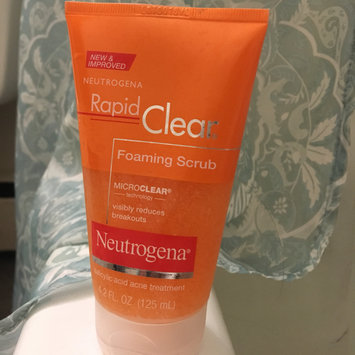 NEW &
IMPROVED
NEUTROGENA
Rapid
Clear
Foaming Scrub
MICROCLEAR®
technology
visibly reduces
breakouts
Neutrogena®
salicylic acid acne treatment
4.2 FL. OZ. (125 mL)